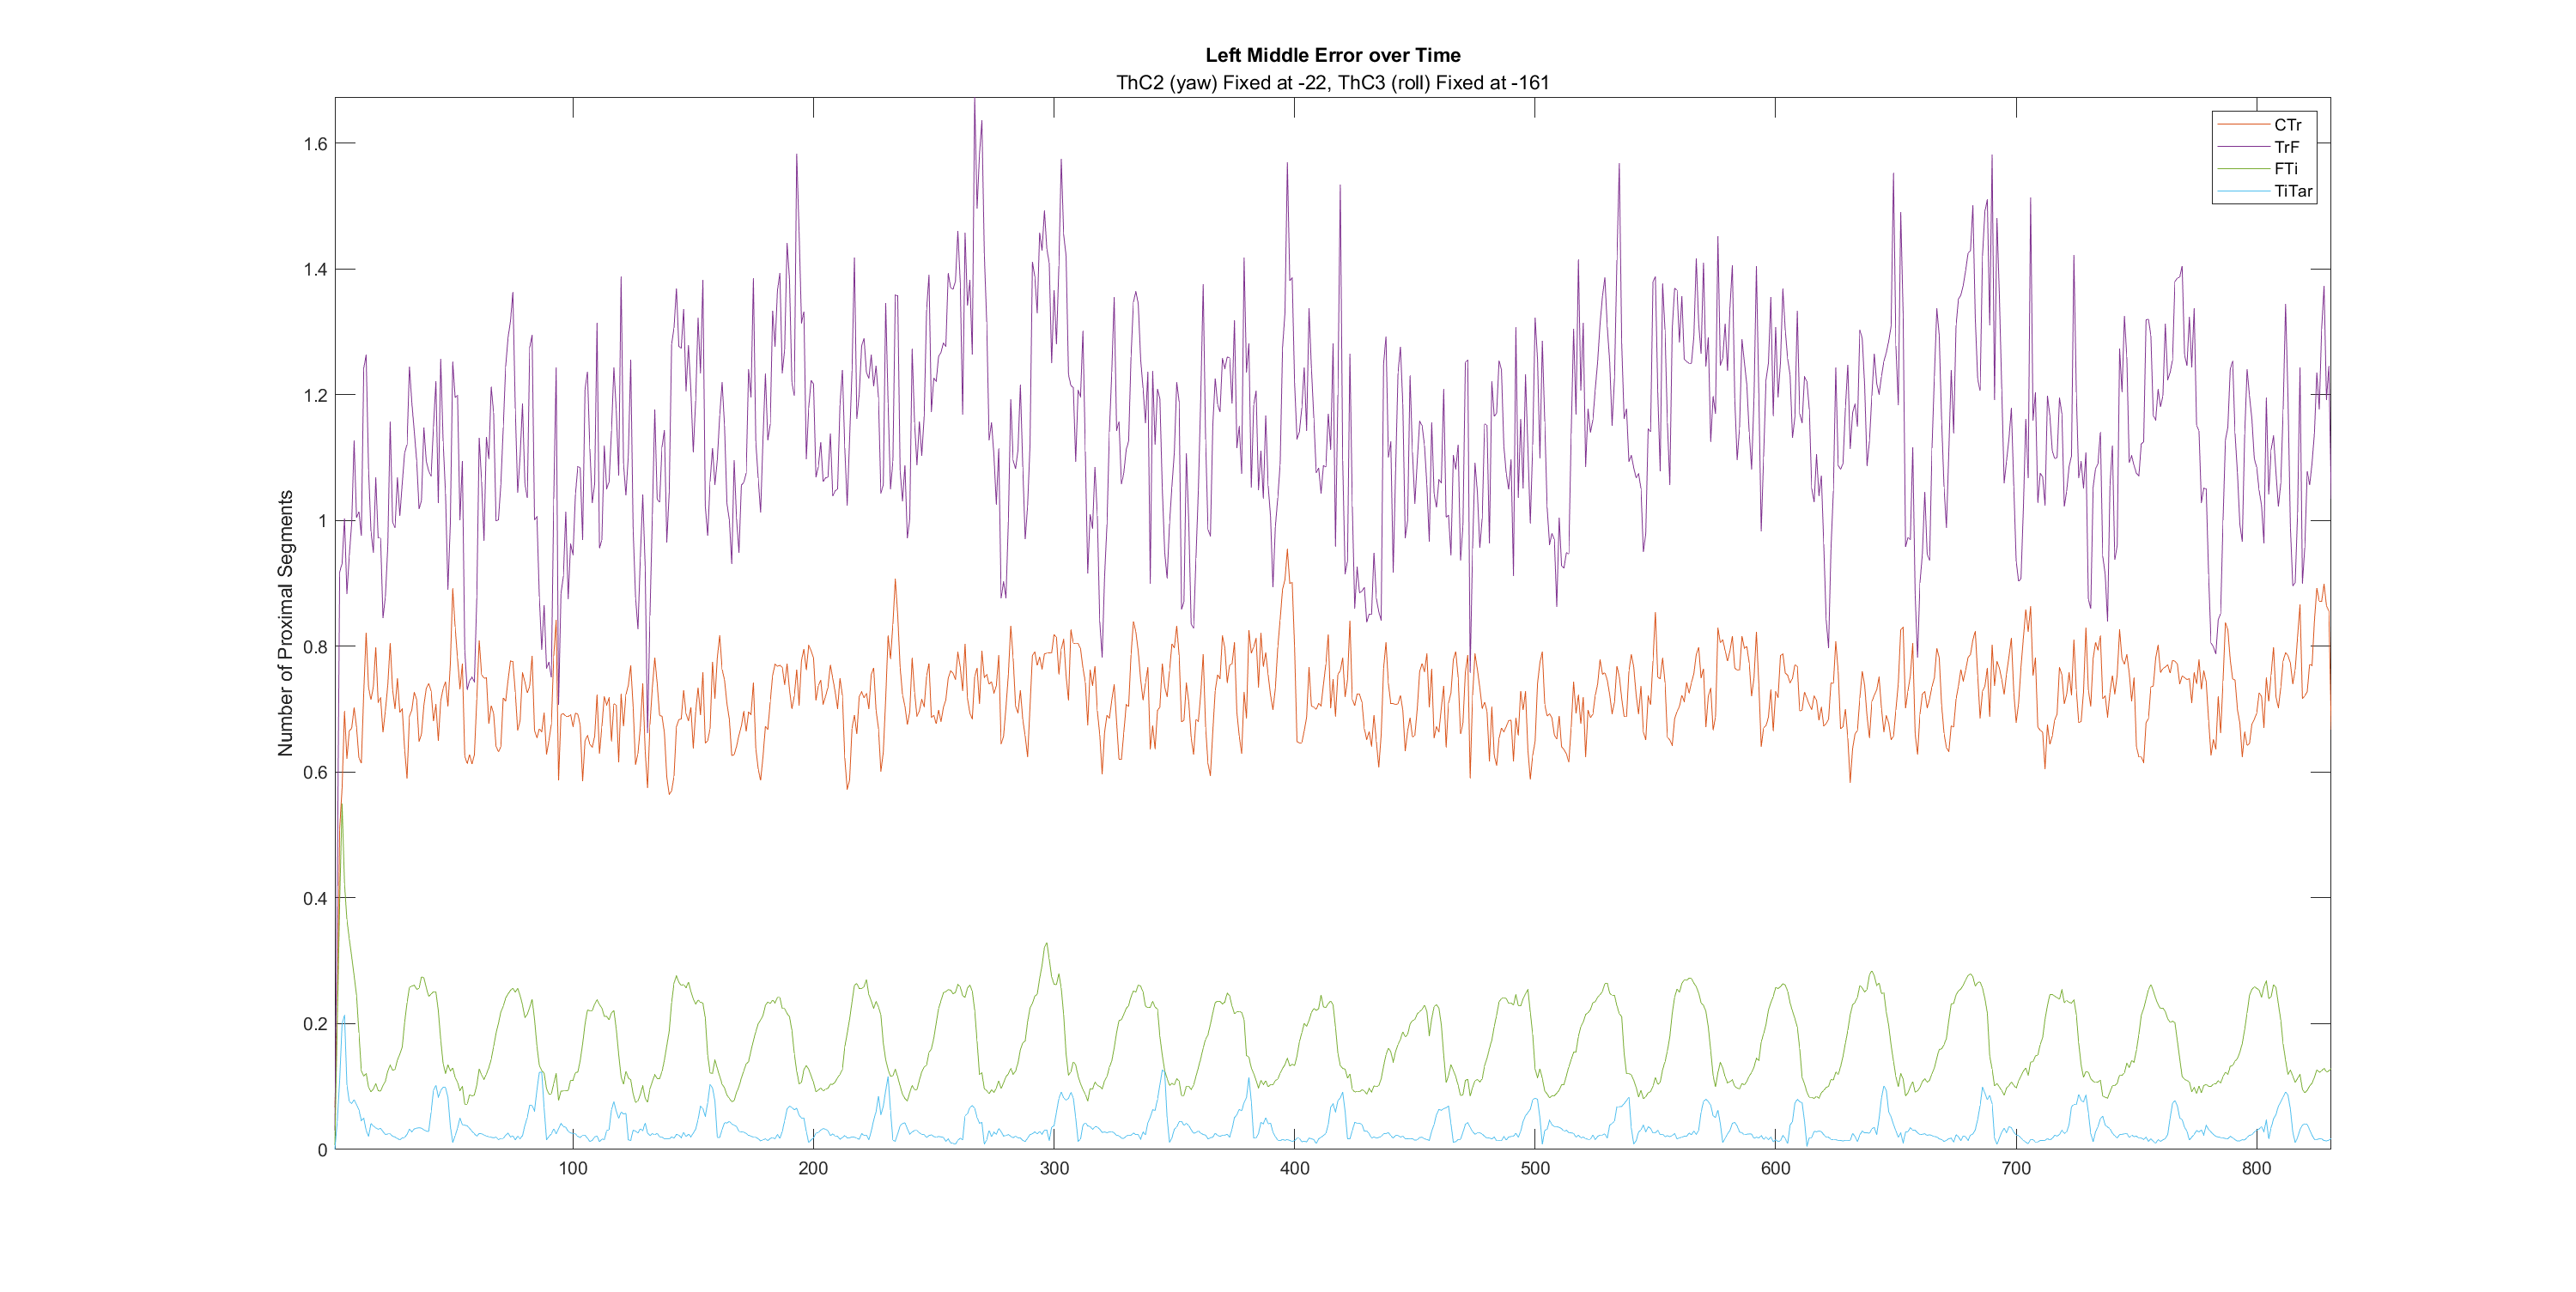 Left Middle Error over Time
ThC2 (yaw) Fixed at -22, ThC3 (roll) Fixed at -161
Number of Proximal Segments
1.6
1.4
1.2
1
0.8
0.6
0.4
0.2
0
100 200 300 400 500 600 700 800
CTr
TrF
FTi
TiTar